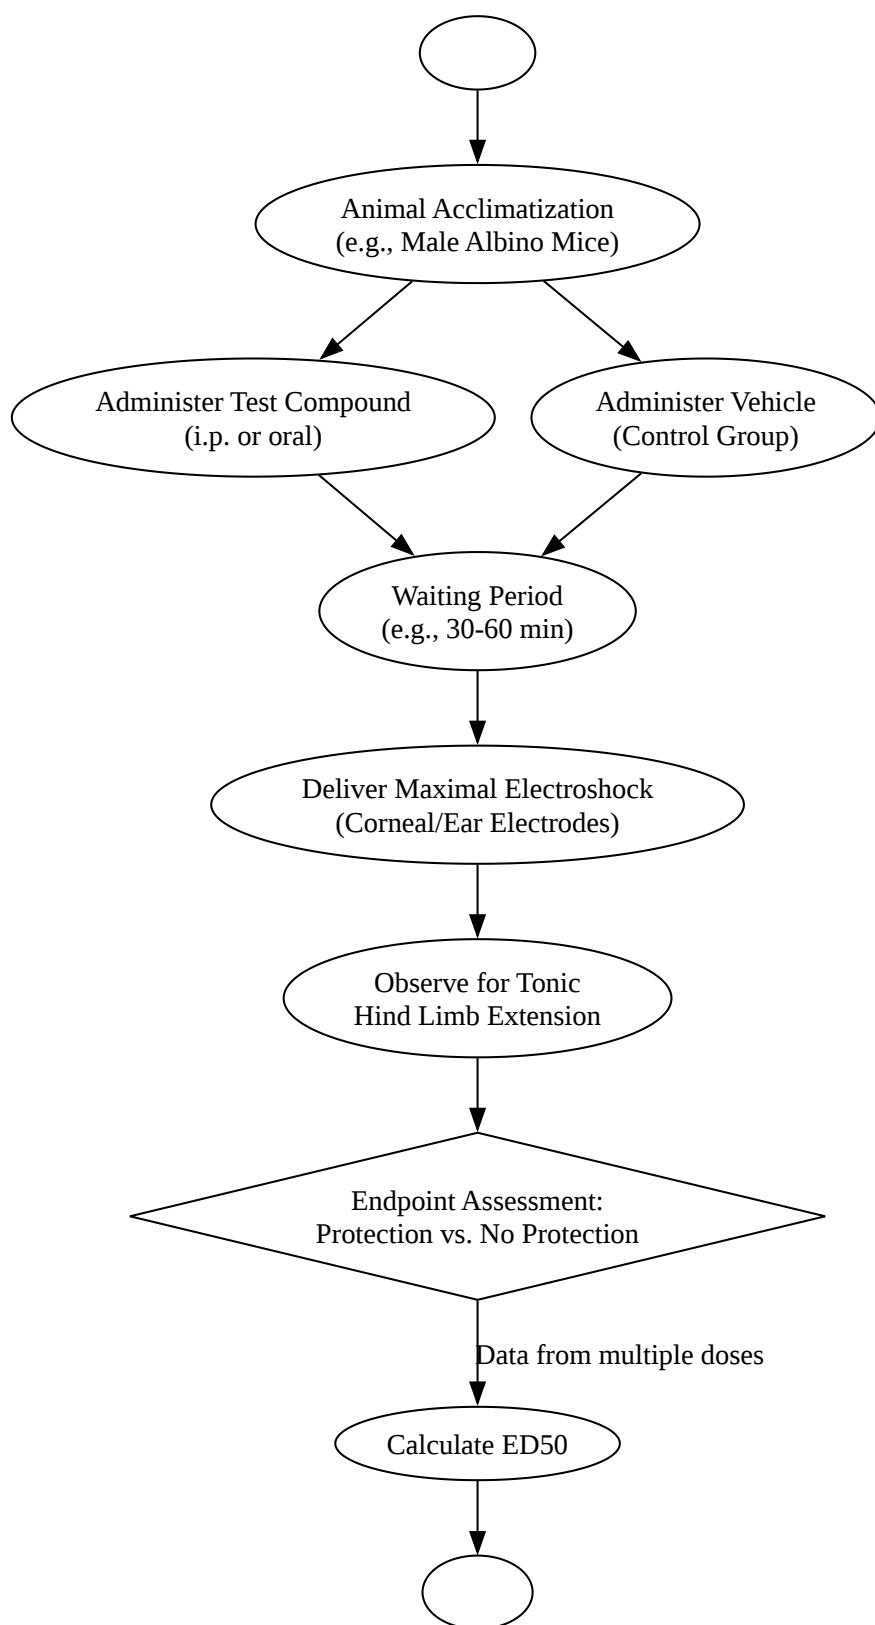 Animal Acclimatization
(e.g., Male Albino Mice)
Administer Test Compound
(i.p. or oral)
Administer Vehicle
(Control Group)
Waiting Period
(e.g., 30-60 min)
Deliver Maximal Electroshock
(Corneal/Ear Electrodes)
Observe for Tonic
Hind Limb Extension
Endpoint Assessment:
Protection vs. No Protection
Data from multiple doses
Calculate ED50